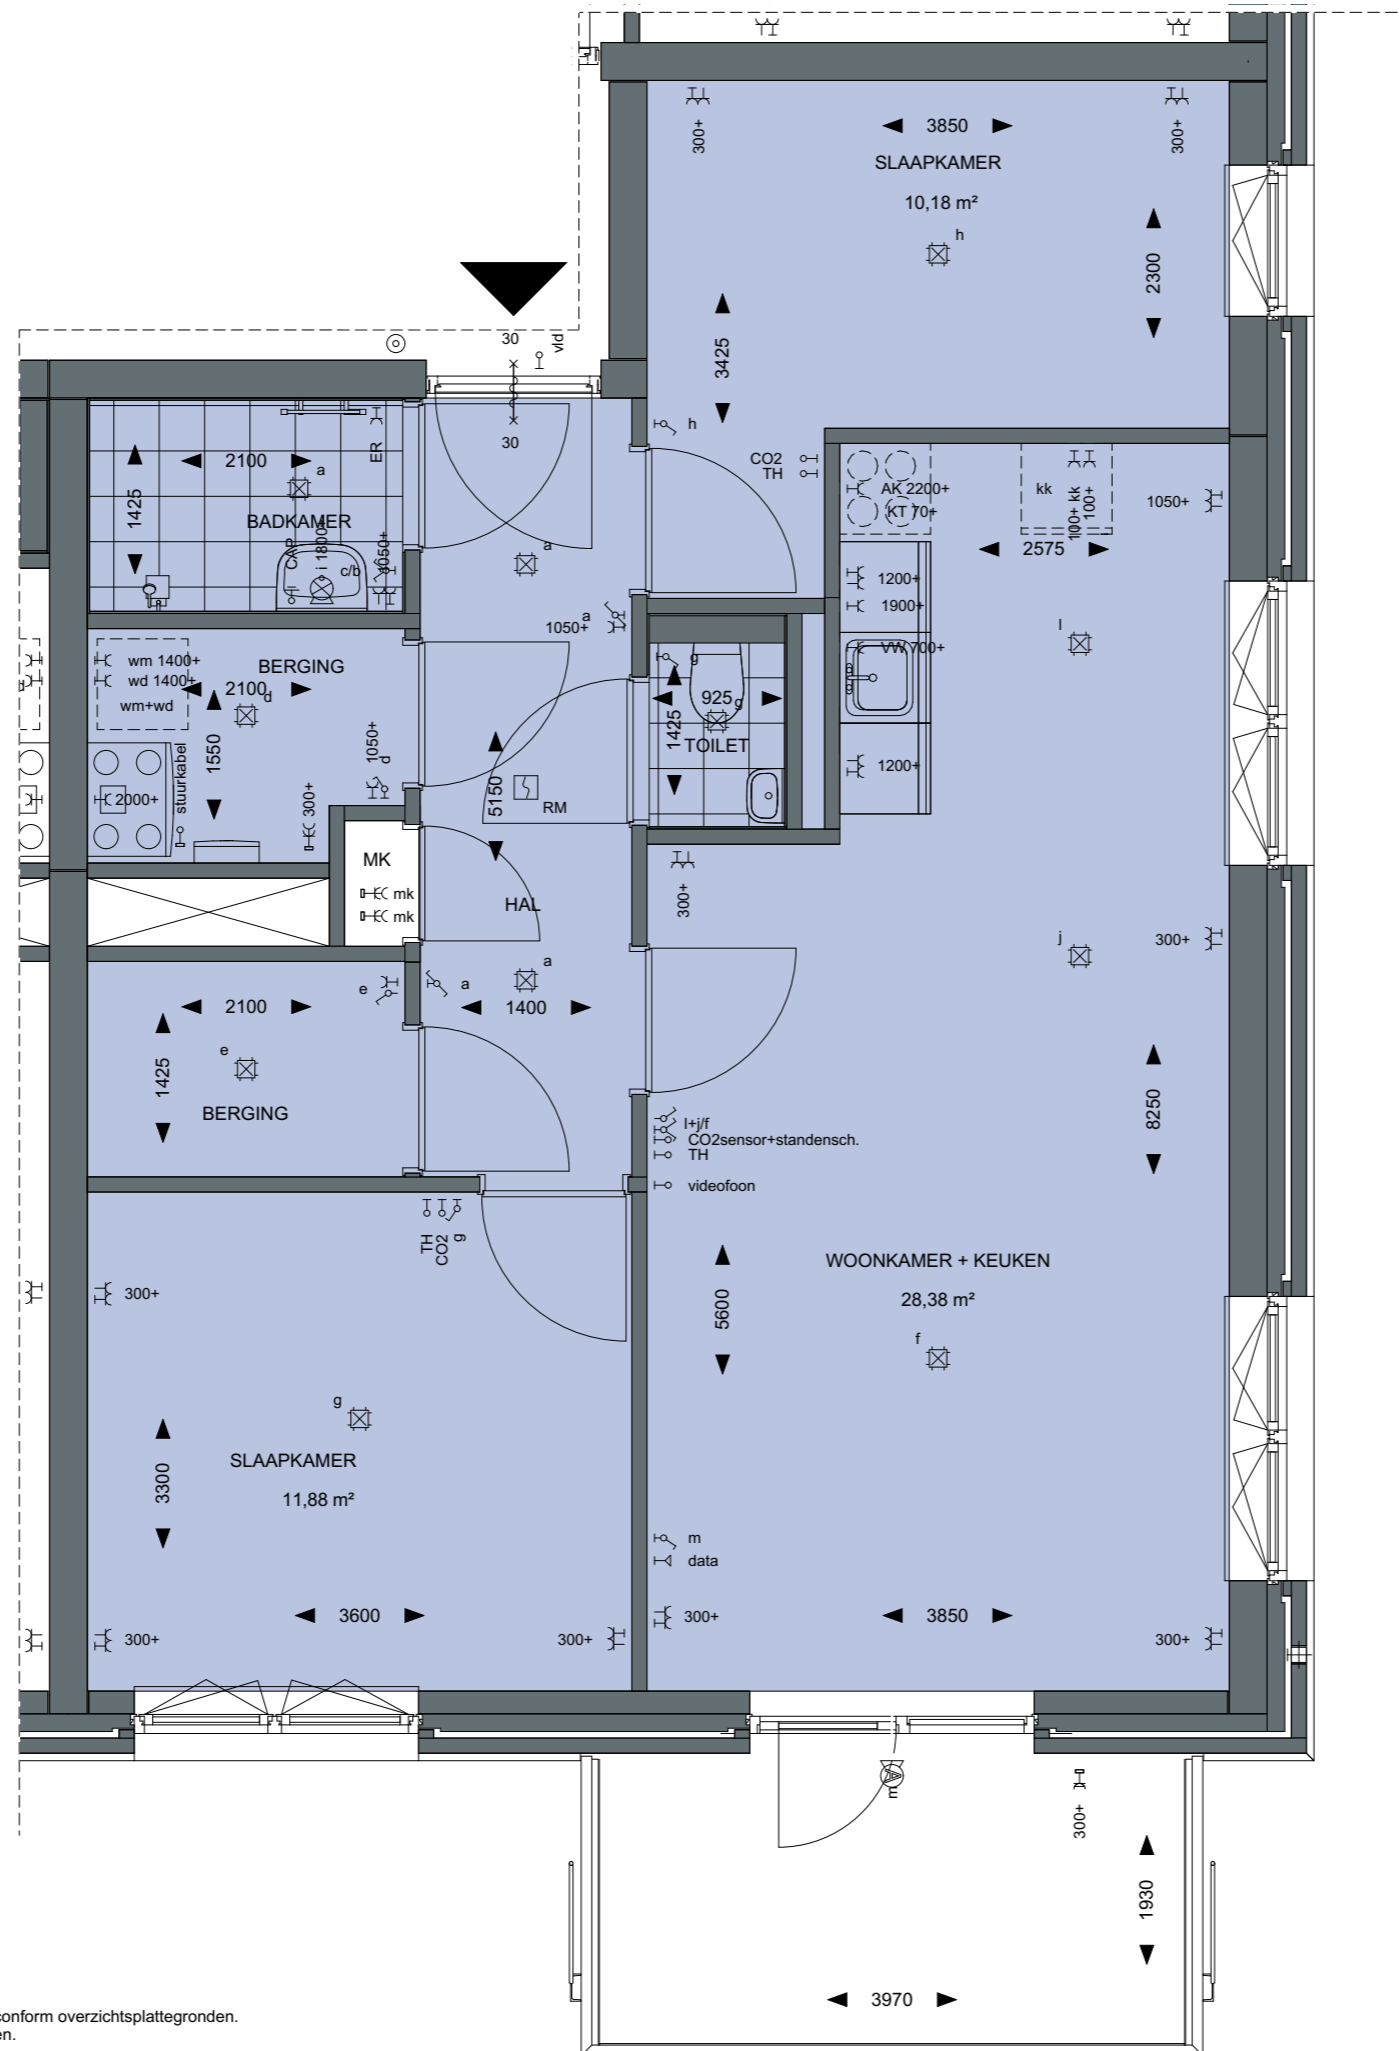 300+
3850
300+
SLAAPKAMER
10,18 m²
h
2300
3425
30
vld
30
h
CO2
TH
AK 2200+
KT 70+
kk
100+ kk
100+
1050+
2575
ER
2100
a
1425
BADKAMER
CAP
i 1800+
c/b
1050+
a
1200+
1900+
a
1050+
l
VW 700+
wm 1400+
wd 1400+
wm+wd
BERGING
2100
d
1550
1050+
d
g
925
g
1425
TOILET
1200+
stuurkabel
2000+
300+
5150
RM
MK
mk
mk
HAL
300+
j
300+
e
a
a
2100
1400
e
1425
BERGING
8250
l+j/f
CO2sensor+standensch.
TH
videofoon
TH
CO2
g
WOONKAMER + KEUKEN
28,38 m²
300+
5600
f
g
SLAAPKAMER
11,88 m²
3300
m
data
3600
300+
3850
300+
300+
300+
m
300+
1930
3970
conform overzichtsplattegronden.
en.